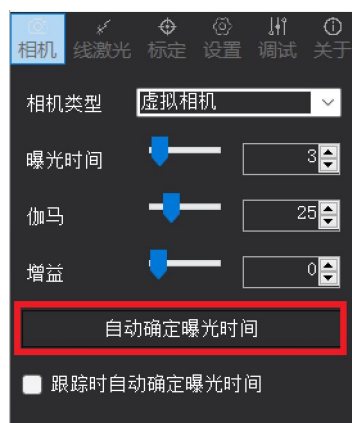 相机 线激光 标定 设置 调试 关于
相机类型 虚拟相机
曝光时间 3
伽马 25
增益 0
自动确定曝光时间
跟踪时自动确定曝光时间